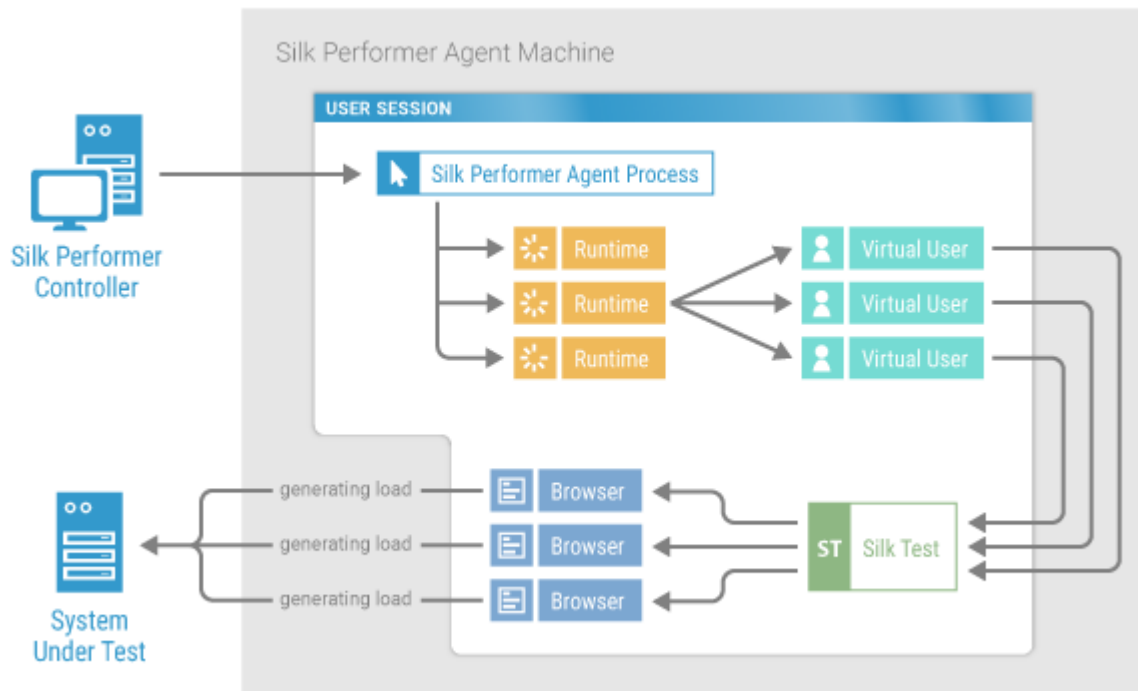 Silk Performer Agent Machine
USER SESSION
Silk Performer Agent Process
Silk Performer
Controller
Runtime
Virtual User
Runtime
Virtual User
Runtime
Virtual User
generating load
Browser
generating load
Browser
ST
Silk Test
generating load
Browser
System
Under Test